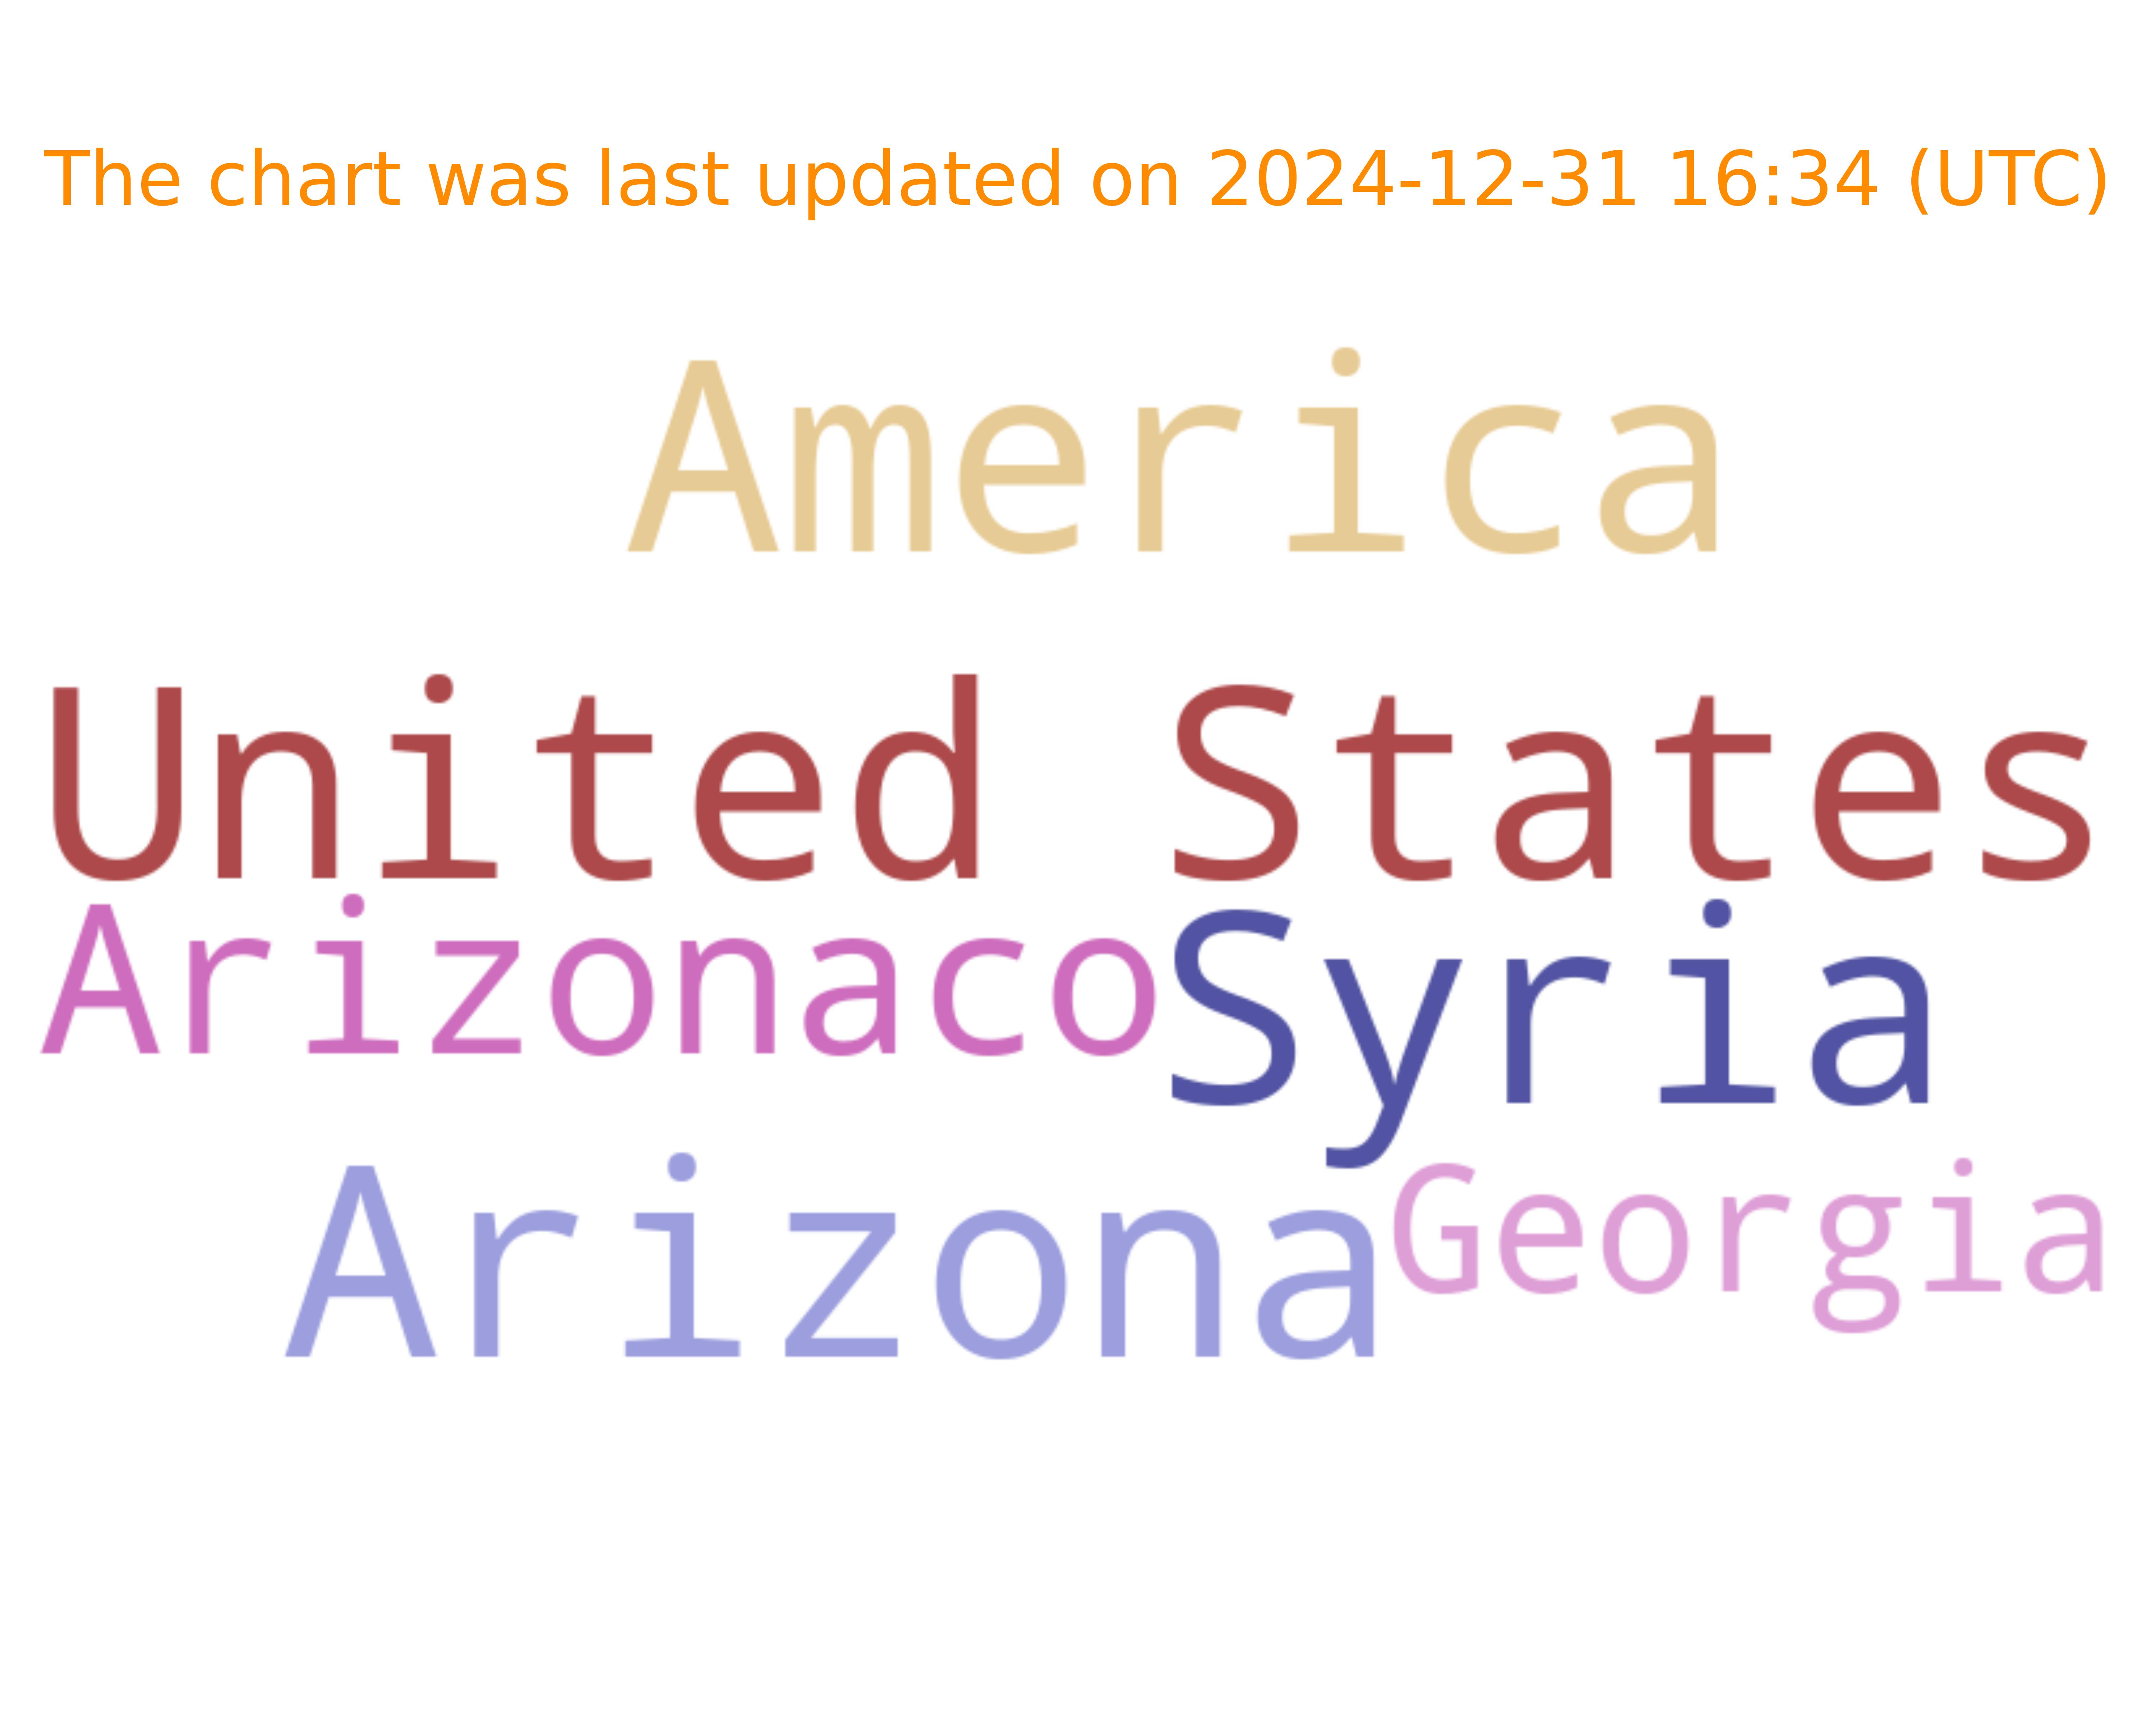 The chart was last updated on 2024-12-31 16:34 (UTC)
America
United States
Arizonaco
Syria
Arizona
Georgia